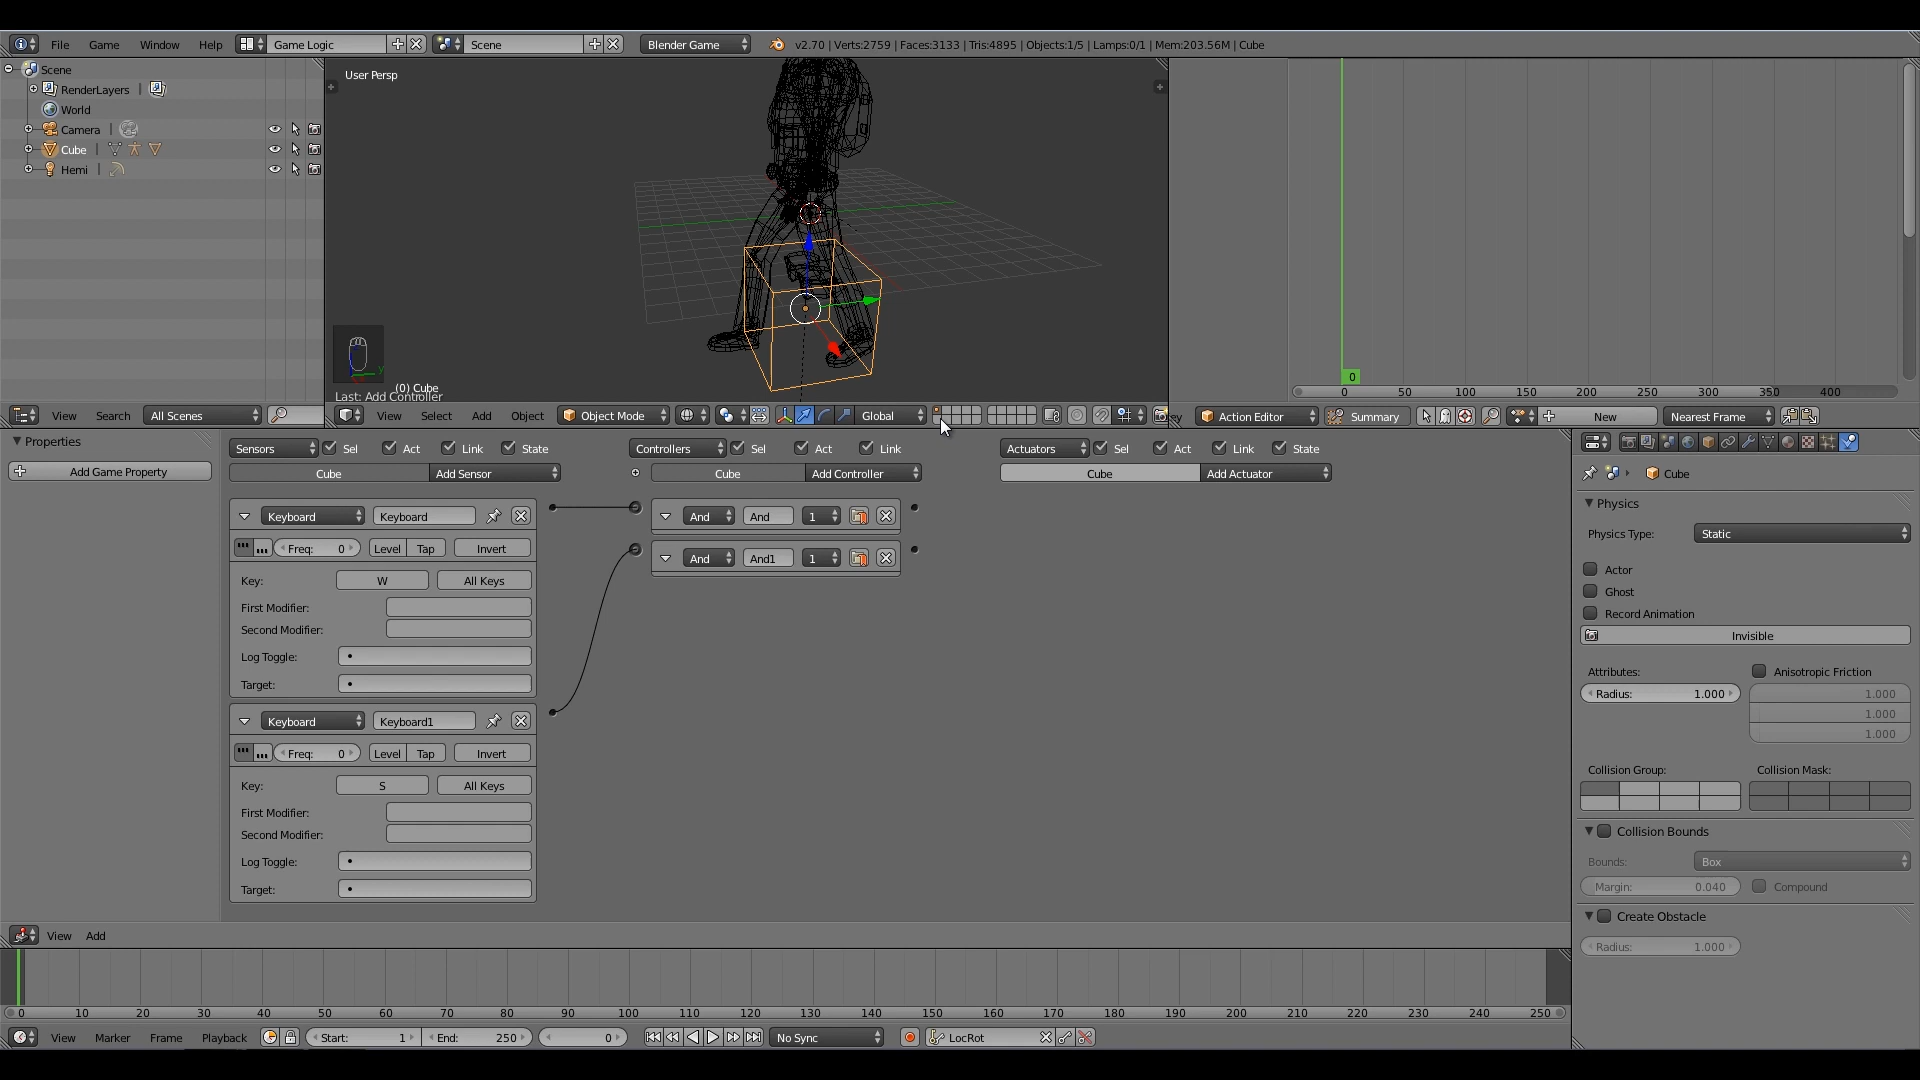 File Game Window Help Game Logic Scene Blender Game v2.70 | Verts:2759 | Faces:3133 | Tris:4895 | Objects:1/5 | Lamps:0/1 | Mem:203.56M | Cube
Scene
RenderLayers
World
Camera
Cube
Hemi
User Persp
(0) Cube
Last: Add Controller
0
0 50 100 150 200 250 300 350 400
View Search All Scenes
View Select Add Object Object Mode Global
ey Action Editor Summary New Nearest Frame
Properties
Add Game Property
Sensors Sel Act Link State
Cube Add Sensor
Controllers Sel Act Link
Cube Add Controller
Actuators Sel Act Link State
Cube Add Actuator
Keyboard Keyboard
Freq: 0 Level Tap Invert
Key: W All Keys
First Modifier:
Second Modifier:
Log Toggle:
Target:
Keyboard Keyboard1
Freq: 0 Level Tap Invert
Key: S All Keys
First Modifier:
Second Modifier:
Log Toggle:
Target:
And And 1
And And1 1
Cube
Physics
Physics Type: Static
Actor
Ghost
Record Animation
Invisible
Attributes: Anisotropic Friction
Radius: 1.000 1.000
1.000
1.000
Collision Group: Collision Mask:
Collision Bounds
Bounds: Box
Margin: 0.040 Compound
Create Obstacle
Radius: 1.000
View Add
0 10 20 30 40 50 60 70 80 90 100 110 120 130 140 150 160 170 180 190 200 210 220 230 240 250
View Marker Frame Playback Start: 1 End: 250 0 No Sync LocRot